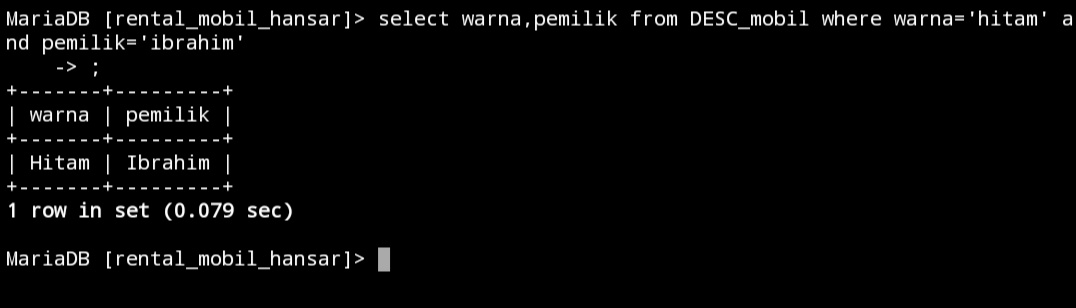 MariaDB [rental_mobil_hansar]> select warna,pemilik from DESC_mobil where warna='hitam' a
nd pemilik='ibrahim'
    -> ;
+-------+---------+
| warna | pemilik |
+-------+---------+
| Hitam | Ibrahim |
+-------+---------+
1 row in set (0.079 sec)
MariaDB [rental_mobil_hansar]>